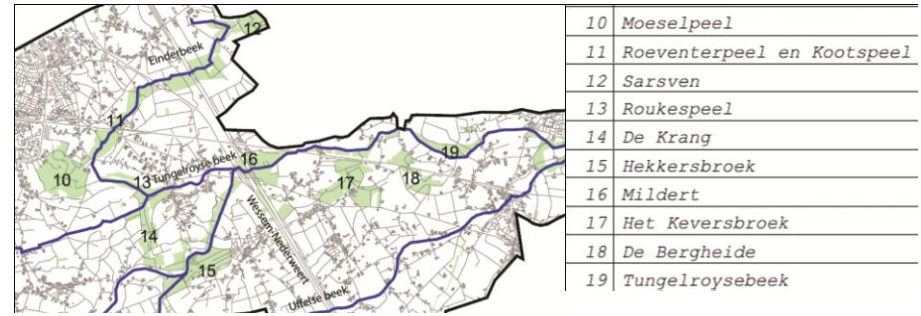 12
Einderbeek
11
Tungelroyse beek
16
19
10
13
17
18
14
Wessem-Nederweert
15
Uffelse beek
10 Moeselpeel
11 Roeventerpeel en Kootspeel
12 Sarsven
13 Roukespeel
14 De Krang
15 Hekkersbroek
16 Mildert
17 Het Keversbroek
18 De Bergheide
19 Tungelroysebeek